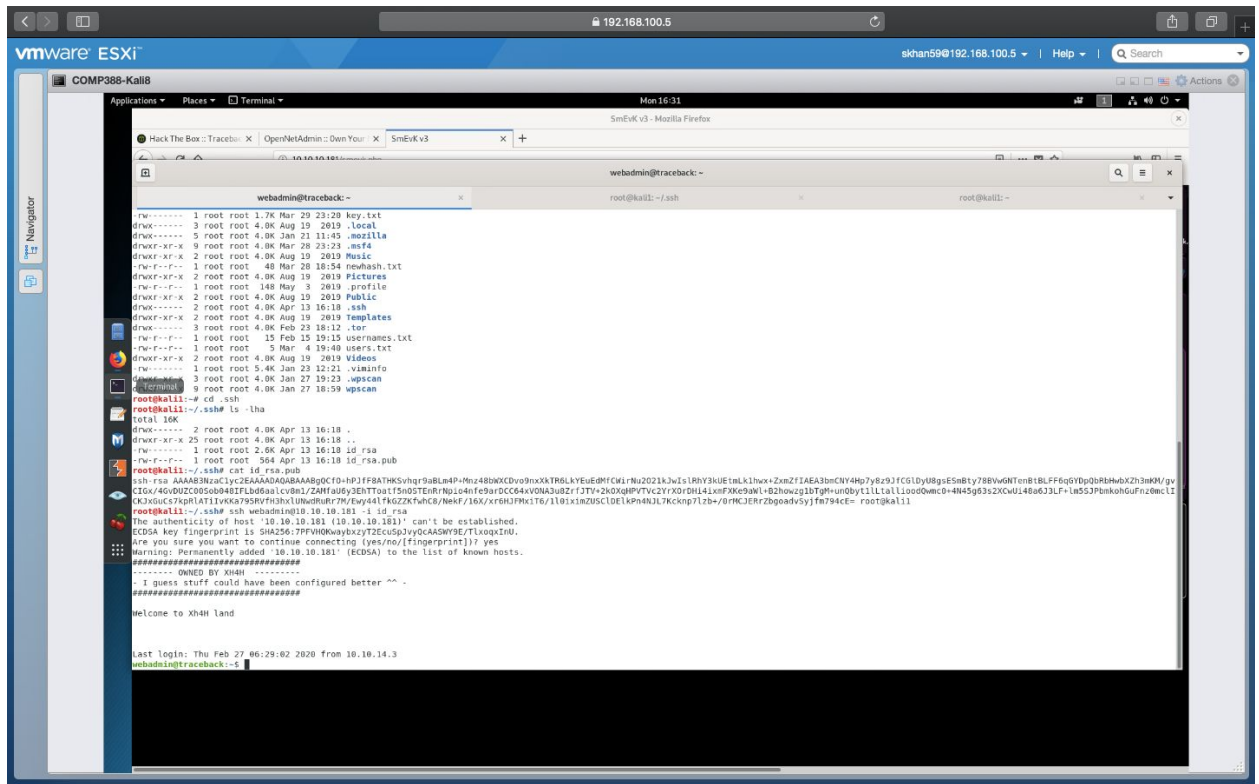 192.168.100.5
vmware ESXi™
skhan59@192.168.100.5 | Help | Search
COMP388-Kali8
Actions
Navigator
Applications Places Terminal Mon 16:31 1
SmEvK v3 - Mozilla Firefox
Hack The Box :: Traceba OpenNetAdmin :: Own Your SmEvK v3
webadmin@traceback: ~
webadmin@traceback: ~ root@kali1: ~/.ssh root@kali1: ~
-rw------- 1 root root 1.7K Mar 29 23:20 key.txt
drwx------ 3 root root 4.0K Aug 19 2019 .local
drwx------ 5 root root 4.0K Jan 21 11:45 .mozilla
drwxr-xr-x 9 root root 4.0K Mar 28 23:23 .msf4
drwxr-xr-x 2 root root 4.0K Aug 19 2019 Music
-rw-r--r-- 1 root root 48 Mar 28 18:54 newhash.txt
drwxr-xr-x 2 root root 4.0K Aug 19 2019 Pictures
-rw-r--r-- 1 root root 148 May 3 2019 .profile
drwxr-xr-x 2 root root 4.0K Aug 19 2019 Public
drwx------ 2 root root 4.0K Apr 13 16:18 .ssh
drwxr-xr-x 2 root root 4.0K Aug 19 2019 Templates
drwx------ 3 root root 4.0K Feb 23 18:12 .tor
-rw-r--r-- 1 root root 15 Feb 15 19:15 usernames.txt
-rw-r--r-- 1 root root 5 Mar 4 19:40 users.txt
drwxr-xr-x 2 root root 4.0K Aug 19 2019 Videos
-rw------- 1 root root 5.4K Jan 23 12:21 .viminfo
drwxr-xr-x 3 root root 4.0K Jan 27 19:23 .wpscan
Terminal 9 root root 4.0K Jan 27 18:59 wpscan
root@kali1:~# cd .ssh
root@kali1:~/.ssh# ls -lha
total 16K
drwx------ 2 root root 4.0K Apr 13 16:18 .
drwxr-xr-x 25 root root 4.0K Apr 13 16:18 ..
-rw------- 1 root root 2.6K Apr 13 16:18 id_rsa
-rw-r--r-- 1 root root 564 Apr 13 16:18 id_rsa.pub
root@kali1:~/.ssh# cat id_rsa.pub
ssh-rsa
root@kali1
root@kali1:~/.ssh# ssh webadmin@10.10.10.181 -i id_rsa
The authenticity of host '10.10.10.181 (10.10.10.181)' can't be established.
ECDSA key fingerprint is
Are you sure you want to continue connecting (yes/no/[fingerprint])? yes
Warning: Permanently added '10.10.10.181' (ECDSA) to the list of known hosts.
#################################
-------- OWNED BY XH4H ---------
- I guess stuff could have been configured better ^^ -
#################################
Welcome to Xh4H land
Last login: Thu Feb 27 06:29:02 2020 from 10.10.14.3
webadmin@traceback:~$